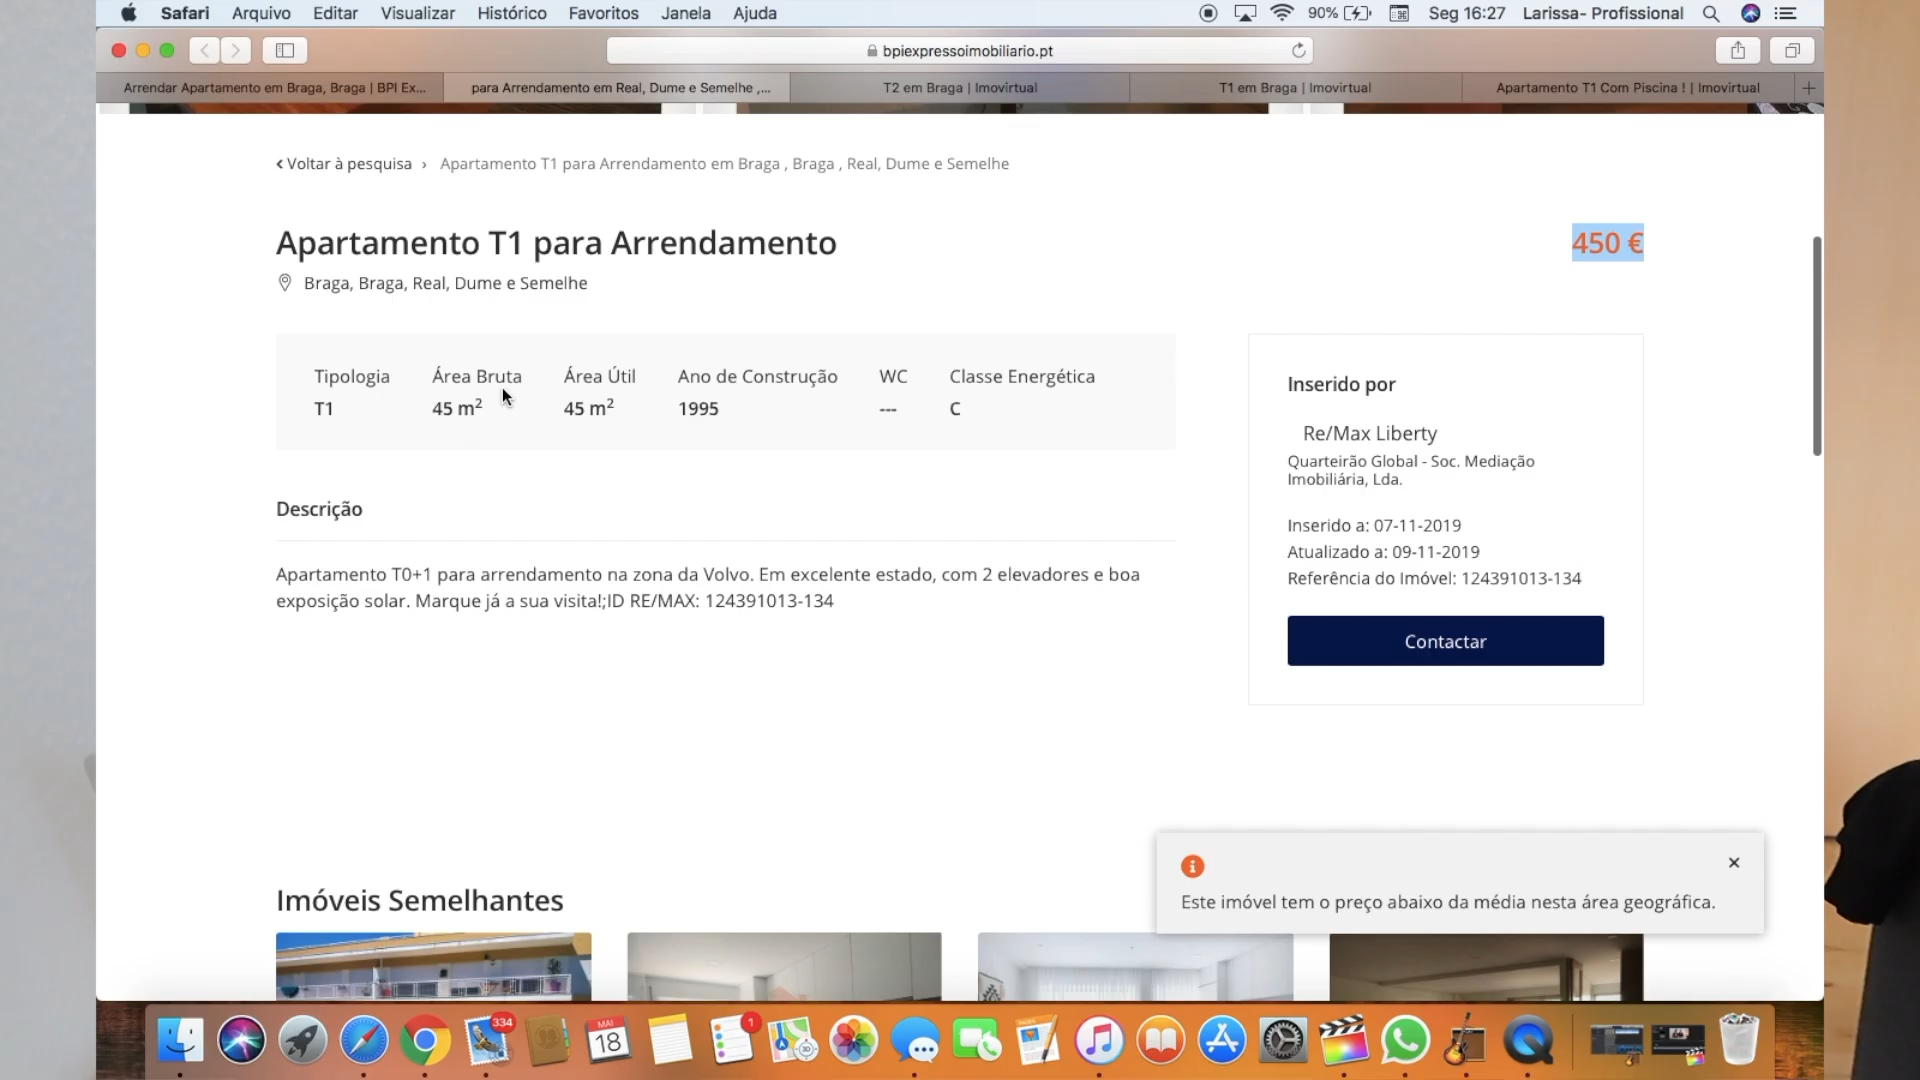 Safari Arquivo Editar Visualizar Histórico Favoritos Janela Ajuda 90% Seg 16:27 Larissa- Profissional
bpiexpressoimobiliario.pt
Arrendar Apartamento em Braga, Braga | BPI Ex... para Arrendamento em Real, Dume e Semelhe ,... T2 em Braga | Imovirtual T1 em Braga | Imovirtual Apartamento T1 Com Piscina ! | Imovirtual
‹ Voltar à pesquisa › Apartamento T1 para Arrendamento em Braga , Braga , Real, Dume e Semelhe
Apartamento T1 para Arrendamento 450 €
Braga, Braga, Real, Dume e Semelhe
Tipologia Área Bruta Área Útil Ano de Construção WC Classe Energética
T1 45 m² 45 m² 1995 --- C
Inserido por
Re/Max Liberty
Quarteirão Global - Soc. Mediação
Imobiliária, Lda.
Inserido a: 07-11-2019
Atualizado a: 09-11-2019
Referência do Imóvel: 124391013-134
Contactar
Descrição
Apartamento T0+1 para arrendamento na zona da Volvo. Em excelente estado, com 2 elevadores e boa
exposição solar. Marque já a sua visita!;ID RE/MAX: 124391013-134
Este imóvel tem o preço abaixo da média nesta área geográfica.
Imóveis Semelhantes
334
MAI
18
1